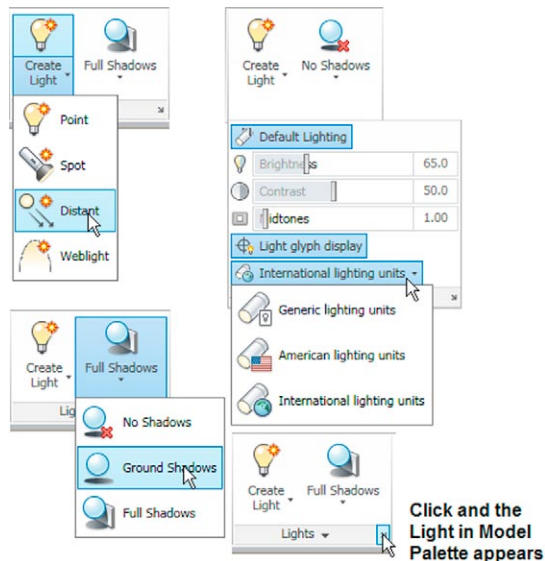 Create
Light
Full Shadows
Point
Spot
Distant
Weblight
Create
Light
No Shadows
Default Lighting
Brightness
65.0
Contrast
50.0
idtones
1.00
Light glyph display
International lighting units
Generic lighting units
American lighting units
International lighting units
Create
Light
Full Shadows
Lig
No Shadows
Ground Shadows
Full Shadows
Create
Light
Full Shadows
Lights
Click and the
Light in Model
Palette appears